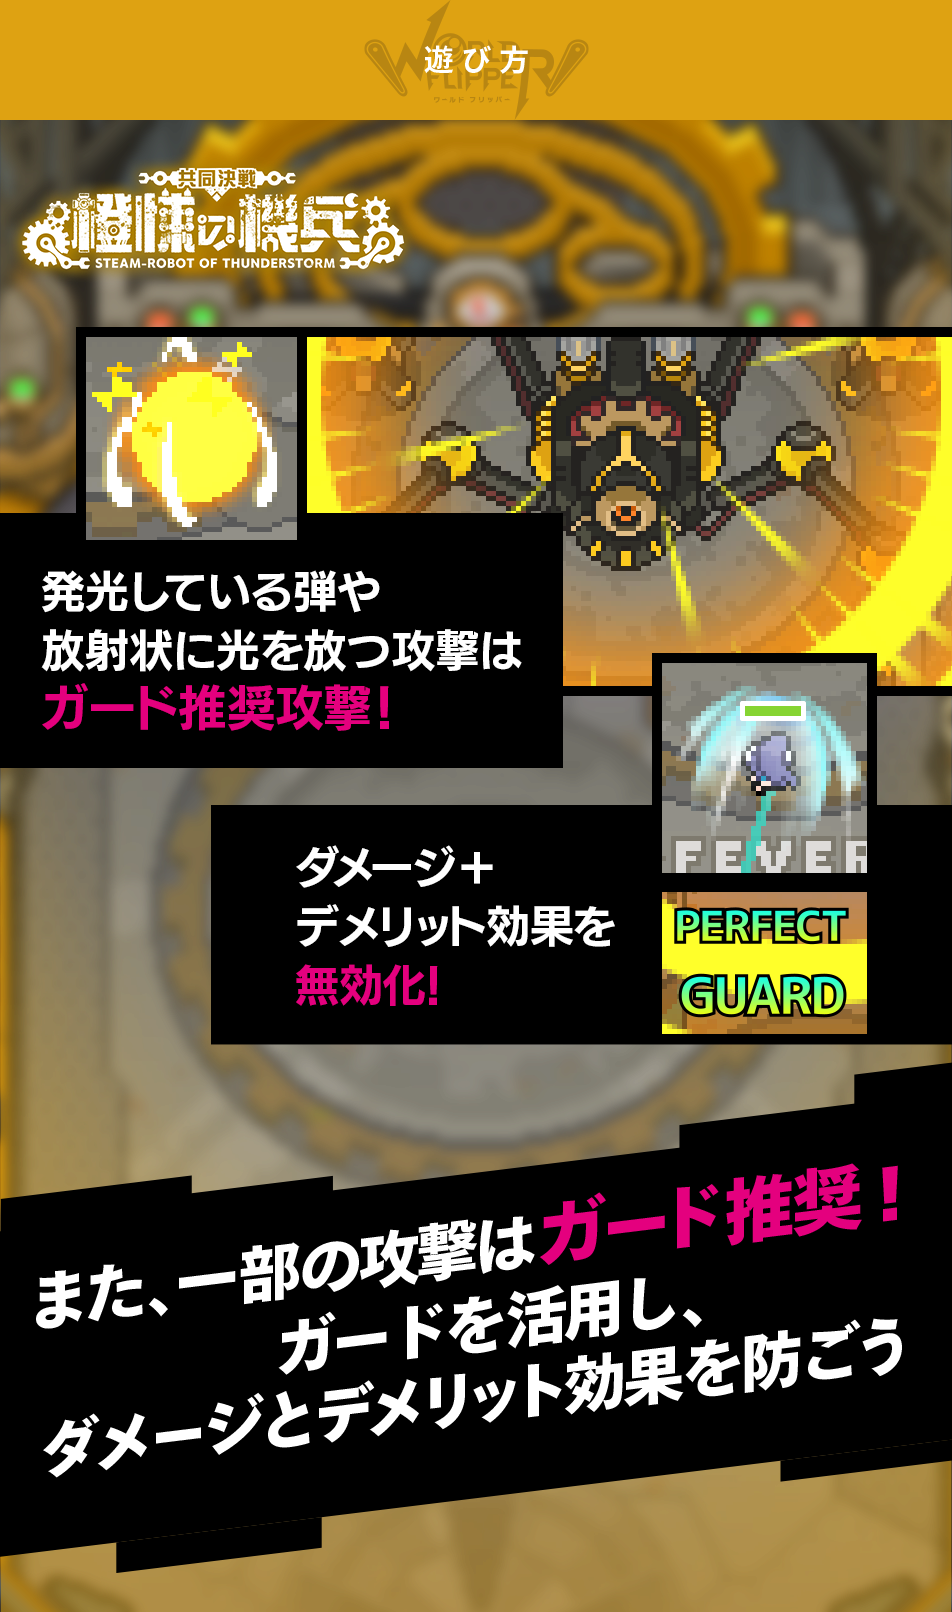 WORLD FLIPPER
ワールド フリッパー
遊び方
共同決戦
橙楝の機兵
STEAM-ROBOT OF THUNDERSTORM
発光している弾や
放射状に光を放つ攻撃は
ガード推奨攻撃!
FEVER
ダメージ＋
デメリット効果を
無効化!
PERFECT
GUARD
また、一部の攻撃はガード推奨！
ガードを活用し、
ダメージとデメリット効果を防ごう